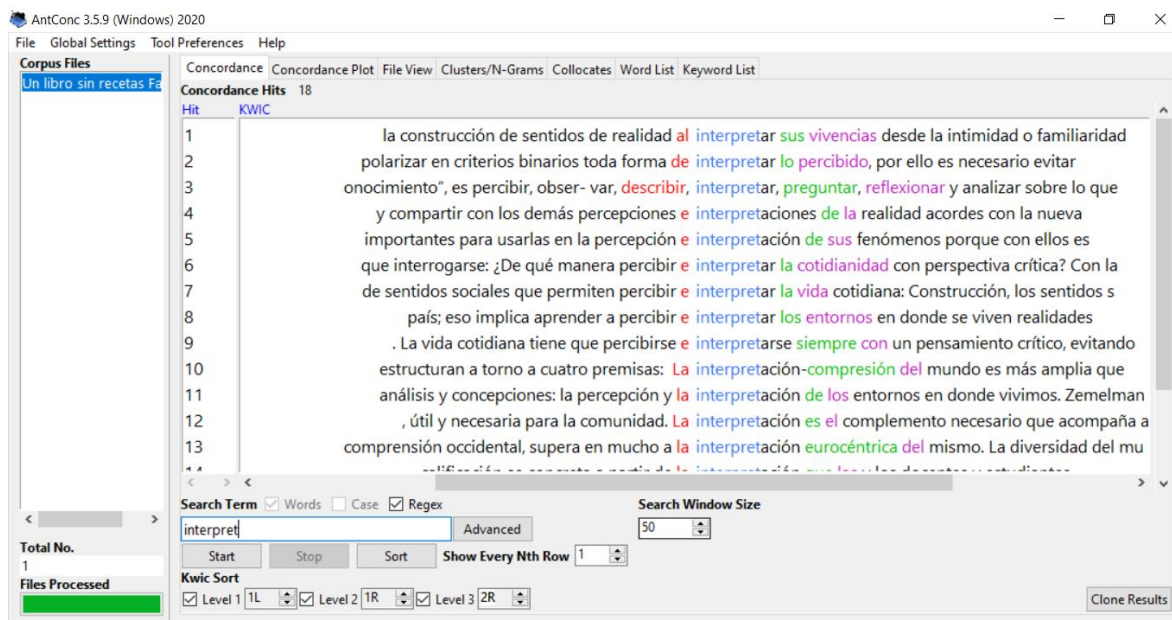 AntConc 3.5.9 (Windows) 2020
File Global Settings Tool Preferences Help
Corpus Files
Un libro sin recetas Fa
Concordance Concordance Plot File View Clusters/N-Grams Collocates Word List Keyword List
Concordance Hits 18
Hit KWIC
1 la construcción de sentidos de realidad al interpretar sus vivencias desde la intimidad o familiaridad
2 polarizar en criterios binarios toda forma de interpretar lo percibido, por ello es necesario evitar
3 onocimiento", es percibir, obser- var, describir, interpretar, preguntar, reflexionar y analizar sobre lo que
4 y compartir con los demás percepciones e interpretaciones de la realidad acordes con la nueva
5 importantes para usarlas en la percepción e interpretación de sus fenómenos porque con ellos es
6 que interrogarse: ¿De qué manera percibir e interpretar la cotidianidad con perspectiva crítica? Con la
7 de sentidos sociales que permiten percibir e interpretar la vida cotidiana: Construcción, los sentidos s
8 país; eso implica aprender a percibir e interpretar los entornos en donde se viven realidades
9 . La vida cotidiana tiene que percibirse e interpretarse siempre con un pensamiento crítico, evitando
10 estructuran a torno a cuatro premisas: La interpretación-compresión del mundo es más amplia que
11 análisis y concepciones: la percepción y la interpretación de los entornos en donde vivimos. Zemelman
12 , útil y necesaria para la comunidad. La interpretación es el complemento necesario que acompaña a
13 comprensión occidental, supera en mucho a la interpretación eurocéntrica del mismo. La diversidad del mu
Search Term Words Case Regex Search Window Size
interpret Advanced 50
Total No.
1
Start Stop Sort Show Every Nth Row 1
Files Processed
Kwic Sort
Level 1 1L Level 2 1R Level 3 2R Clone Results